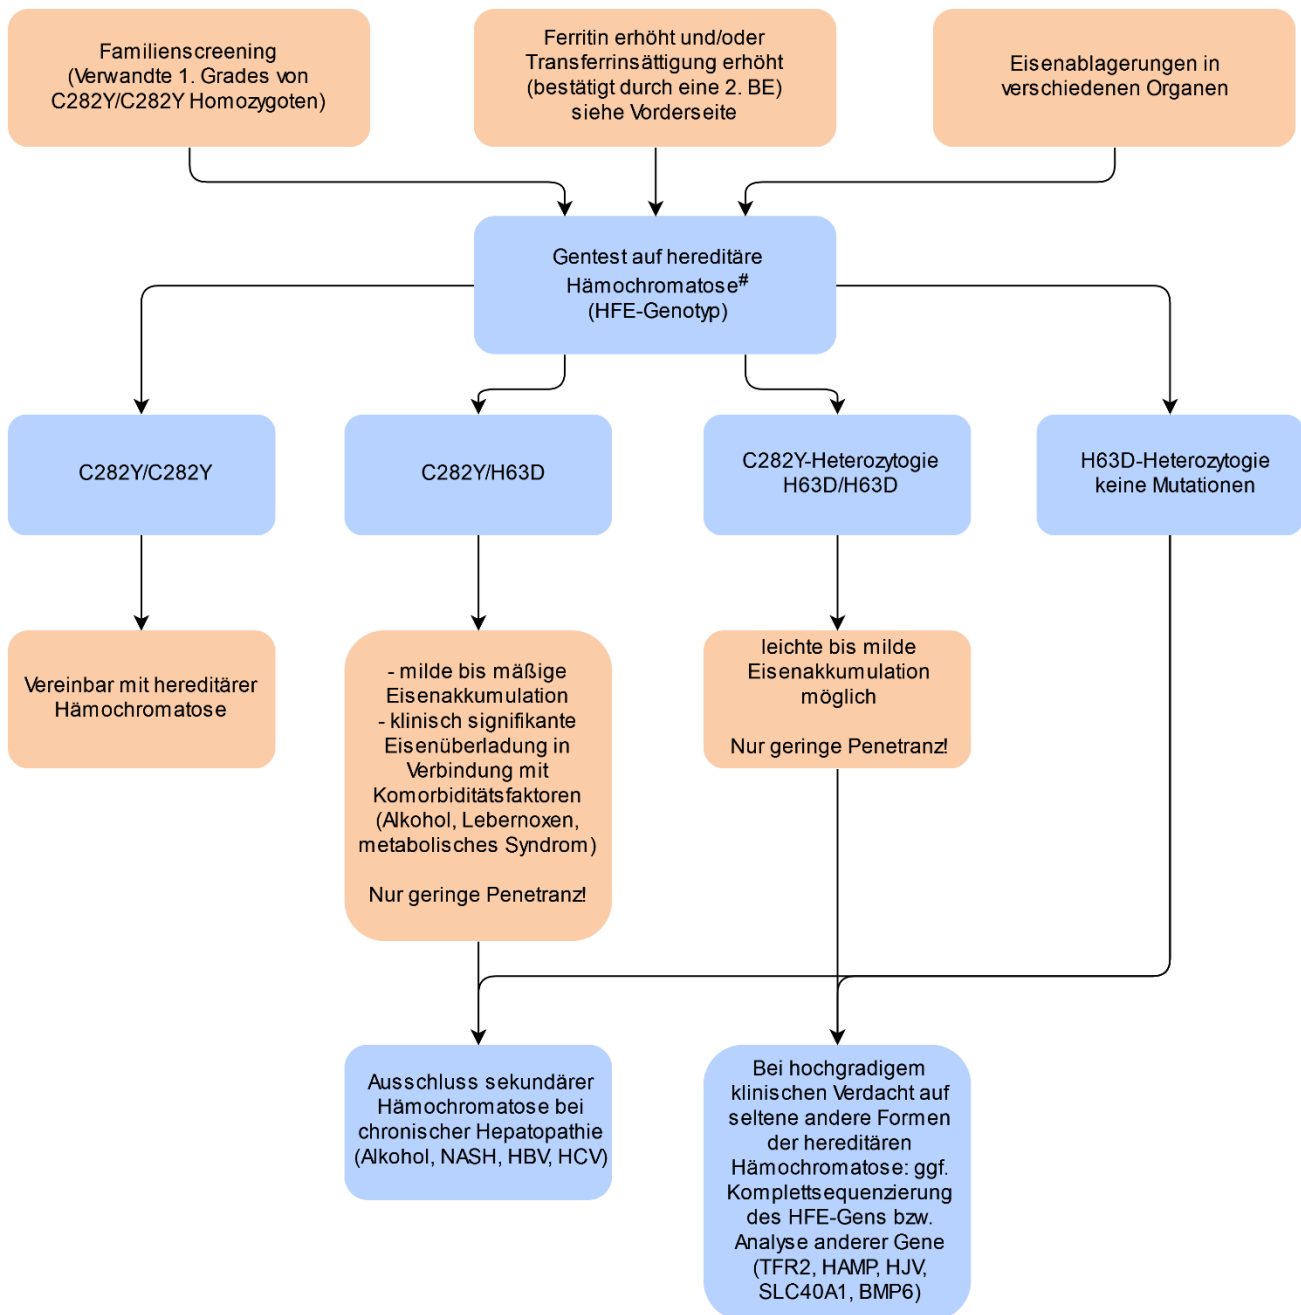 Familienscreening
(Verwandte 1. Grades von
C282Y/C282Y Homozygoten)
Ferritin erhöht und/oder
Transferrinsättigung erhöht
(bestätigt durch eine 2. BE)
siehe Vorderseite
Eisenablagerungen in
verschiedenen Organen
Gentest auf hereditäre
Hämochromatose#
(HFE-Genotyp)
C282Y/C282Y
C282Y/H63D
C282Y-Heterozytogie
H63D/H63D
H63D-Heterozytogie
keine Mutationen
Vereinbar mit hereditärer
Hämochromatose
- milde bis mäßige
Eisenakkumulation
- klinisch signifikante
Eisenüberladung in
Verbindung mit
Komorbiditätsfaktoren
(Alkohol, Lebernoxen,
metabolisches Syndrom)
Nur geringe Penetranz!
leichte bis milde
Eisenakkumulation
möglich
Nur geringe Penetranz!
Ausschluss sekundärer
Hämochromatose bei
chronischer Hepatopathie
(Alkohol, NASH, HBV, HCV)
Bei hochgradigem
klinischen Verdacht auf
seltene andere Formen
der hereditären
Hämochromatose: ggf.
Komplettsequenzierung
des HFE-Gens bzw.
Analyse anderer Gene
(TFR2, HAMP, HJV,
SLC40A1, BMP6)